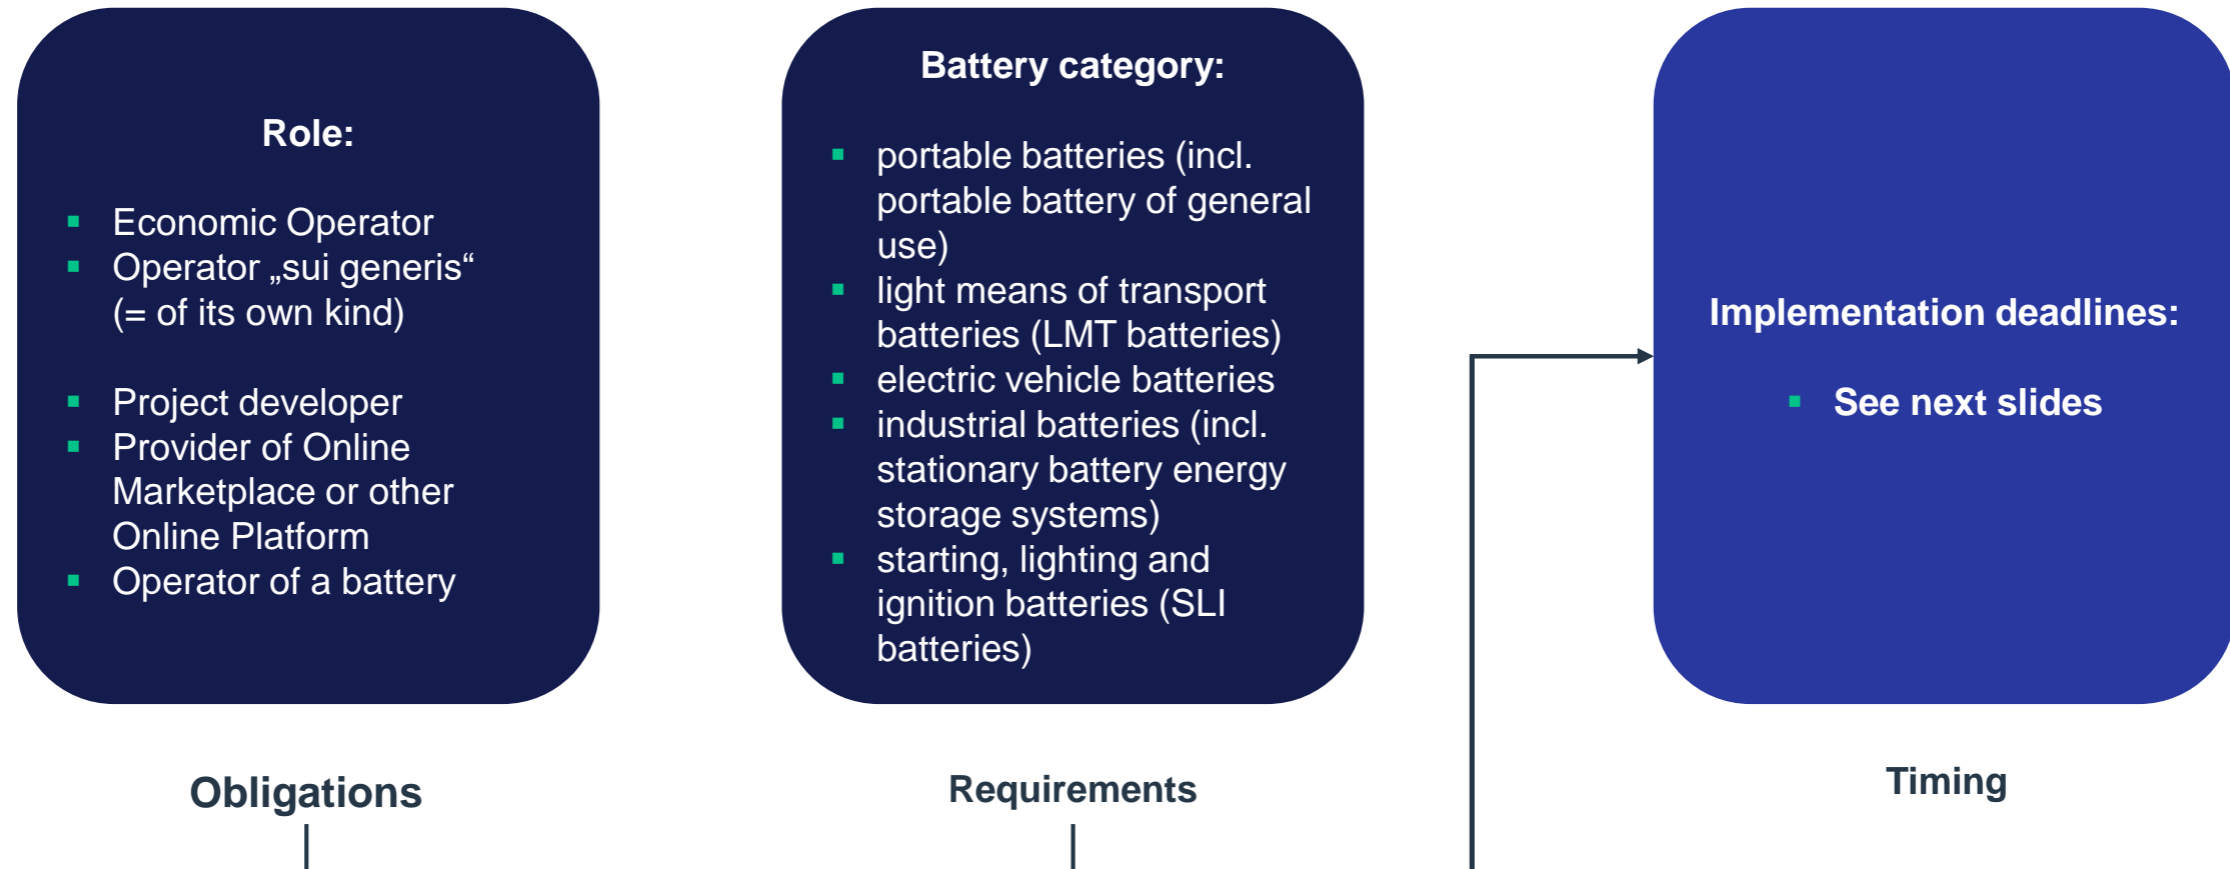 Role:
Economic Operator
Operator „sui generis“
(= of its own kind)
Project developer
Provider of Online
Marketplace or other
Online Platform
Operator of a battery
Obligations
Battery category:
portable batteries (incl.
portable battery of general
use)
light means of transport
batteries (LMT batteries)
electric vehicle batteries
industrial batteries (incl.
stationary battery energy
storage systems)
starting, lighting and
ignition batteries (SLI
batteries)
Requirements
Implementation deadlines:
See next slides
Timing